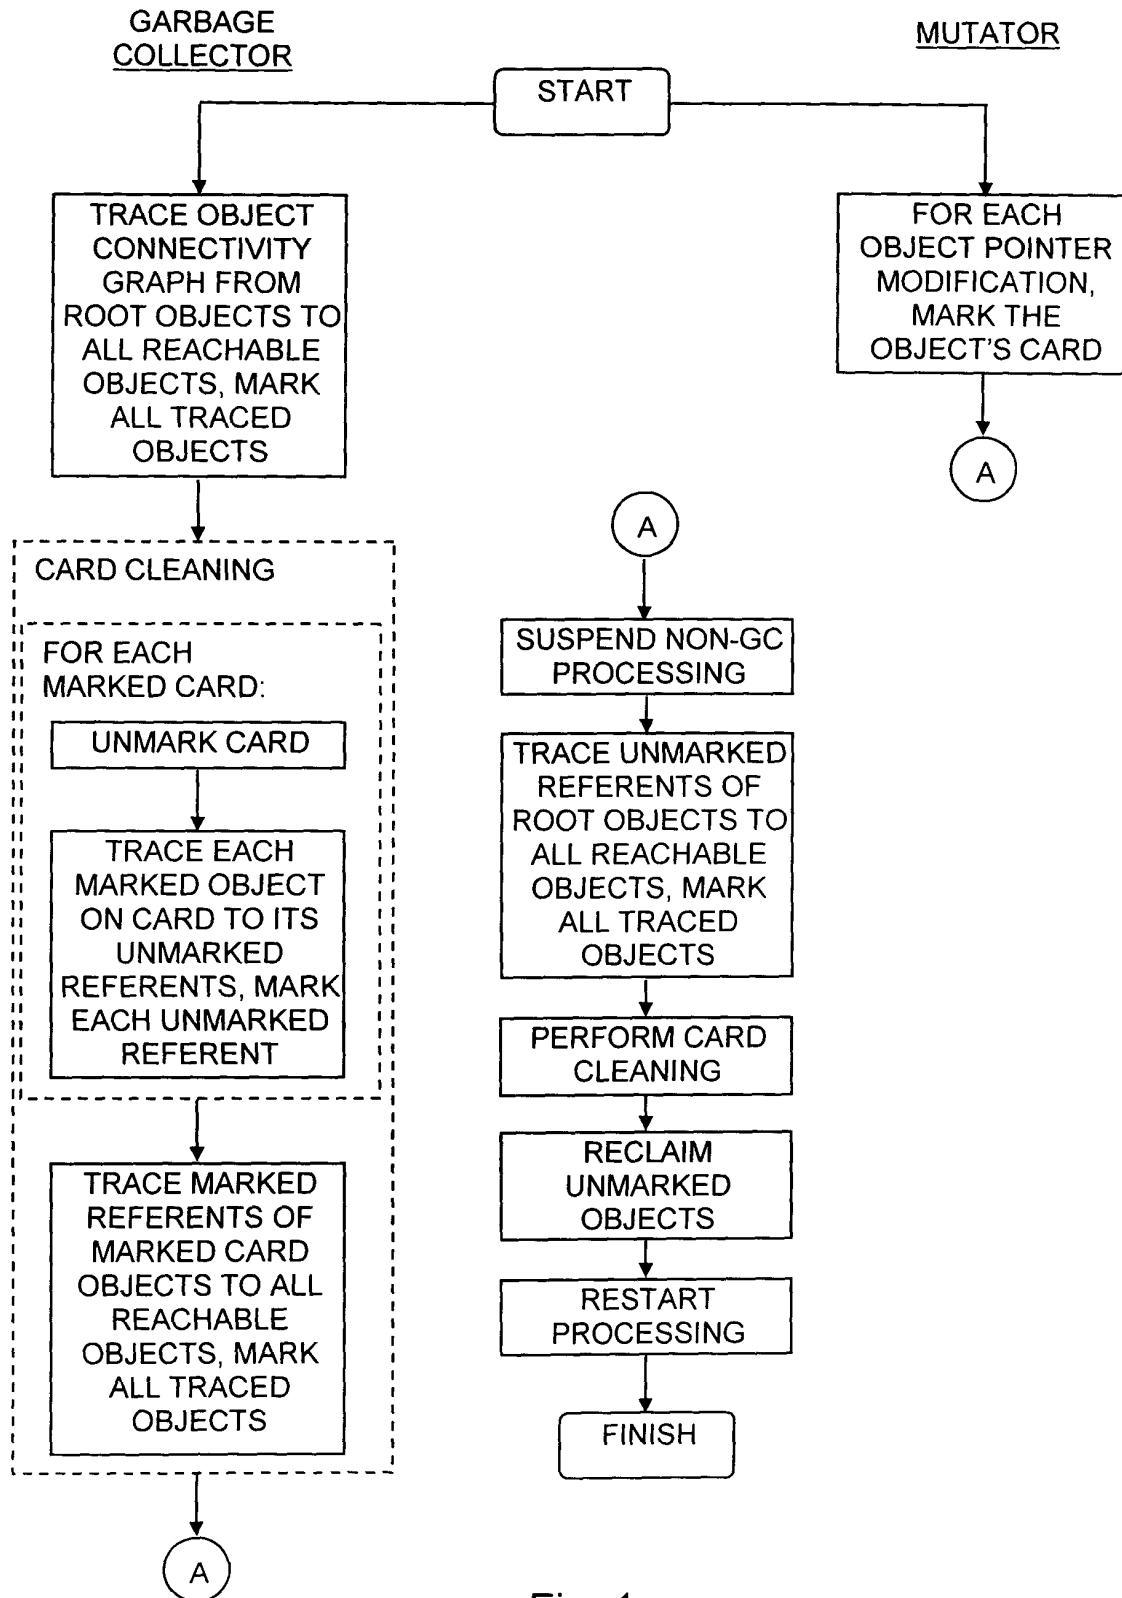 GARBAGE
COLLECTOR
MUTATOR
START
TRACE OBJECT
CONNECTIVITY
GRAPH FROM
ROOT OBJECTS TO
ALL REACHABLE
OBJECTS, MARK
ALL TRACED
OBJECTS
FOR EACH
OBJECT POINTER
MODIFICATION,
MARK THE
OBJECT'S CARD
A
CARD CLEANING
FOR EACH
MARKED CARD:
UNMARK CARD
TRACE EACH
MARKED OBJECT
ON CARD TO ITS
UNMARKED
REFERENTS, MARK
EACH UNMARKED
REFERENT
TRACE MARKED
REFERENTS OF
MARKED CARD
OBJECTS TO ALL
REACHABLE
OBJECTS, MARK
ALL TRACED
OBJECTS
A
A
SUSPEND NON-GC
PROCESSING
TRACE UNMARKED
REFERENTS OF
ROOT OBJECTS TO
ALL REACHABLE
OBJECTS, MARK
ALL TRACED
OBJECTS
PERFORM CARD
CLEANING
RECLAIM
UNMARKED
OBJECTS
RESTART
PROCESSING
FINISH